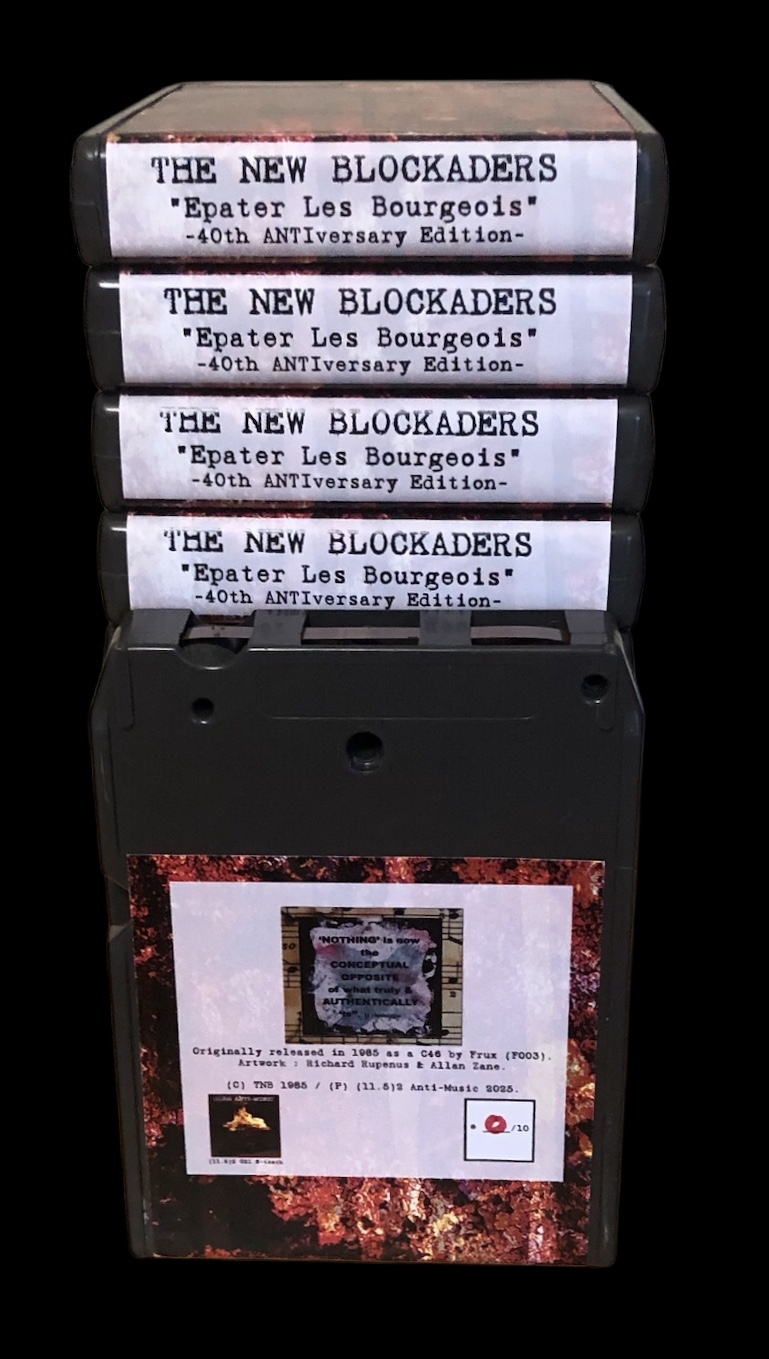 THE NEW BLOCKADERS
"Epater Les Bourgeois"
-40th ANTIversary Edition-
THE NEW BLOCKADERS
"Epater Les Bourgeois"
-40th ANTIversary Edition-
THE NEW BLOCKADERS
"Epater Les Bourgeois"
-40th ANTIversary Edition-
THE NEW BLOCKADERS
"Epater Les Bourgeois"
-40th ANTIversary Edition-
'NOTHING' is now
the
CONCEPTUAL
OPPOSITE
of what truly &
AUTHENTICALLY
Originally released in 1985 as a C46 by Frux (F003).
Artwork : Richard Rupenus & Allan Zane.
(C) TNB 1985 / (P) (11.5)2 Anti-Music 2025.
/10